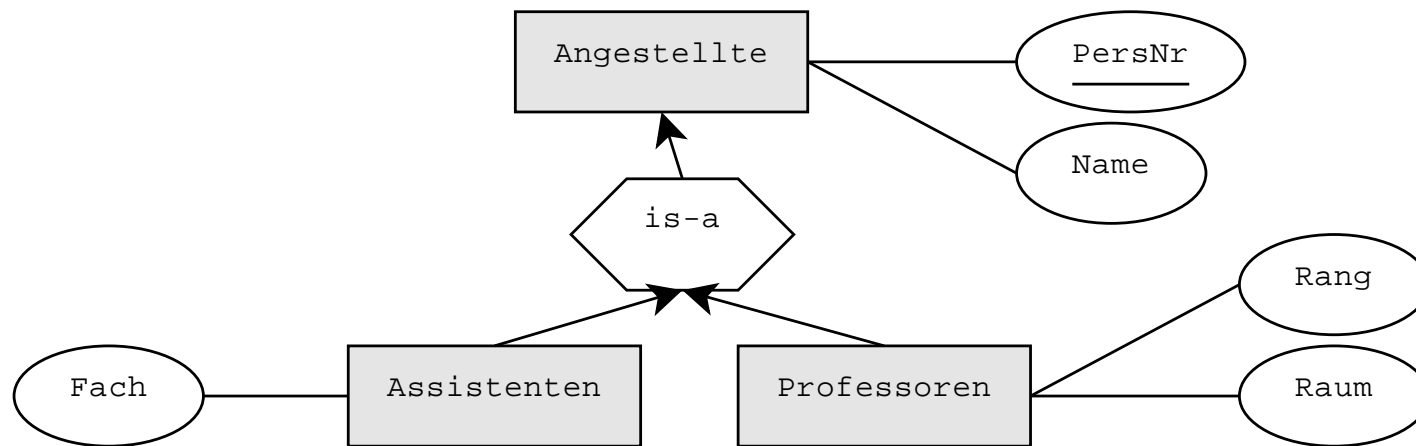 Angestellte
PersNr
Name
is-a
Rang
Fach
Assistenten
Professoren
Raum